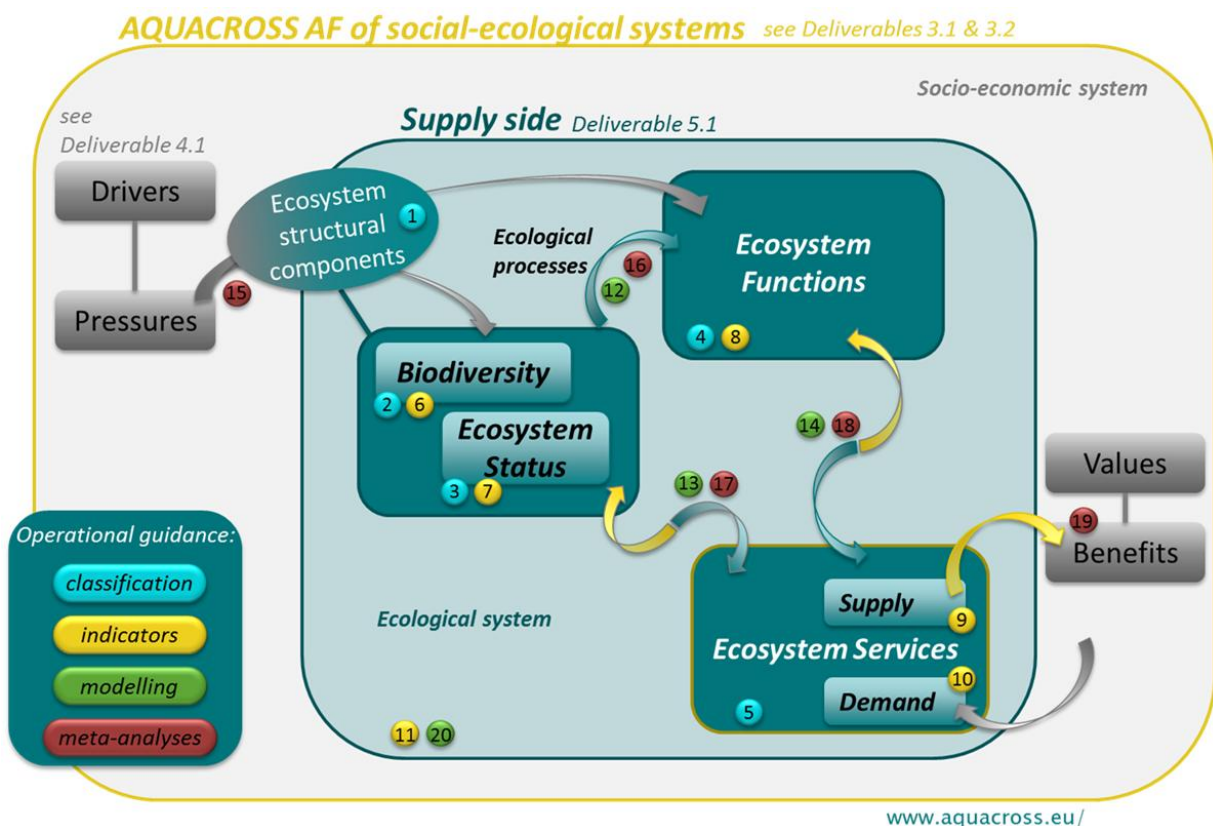 AQUACROSS AF of social-ecological systems see Deliverables 3.1 & 3.2
Socio-economic system
see
Deliverable 4.1
Supply side Deliverable 5.1
Drivers
Pressures
15
Ecosystem
structural
components
1
Ecological
processes
16
12
Ecosystem
Functions
4 8
Biodiversity
2 6
Ecosystem
Status
3 7
14 18
13 17
Values
19
Benefits
Operational guidance:
classification
indicators
modelling
meta-analyses
Ecological system
Supply
9
Ecosystem Services
10
Demand
5
11 20
www.aquacross.eu/